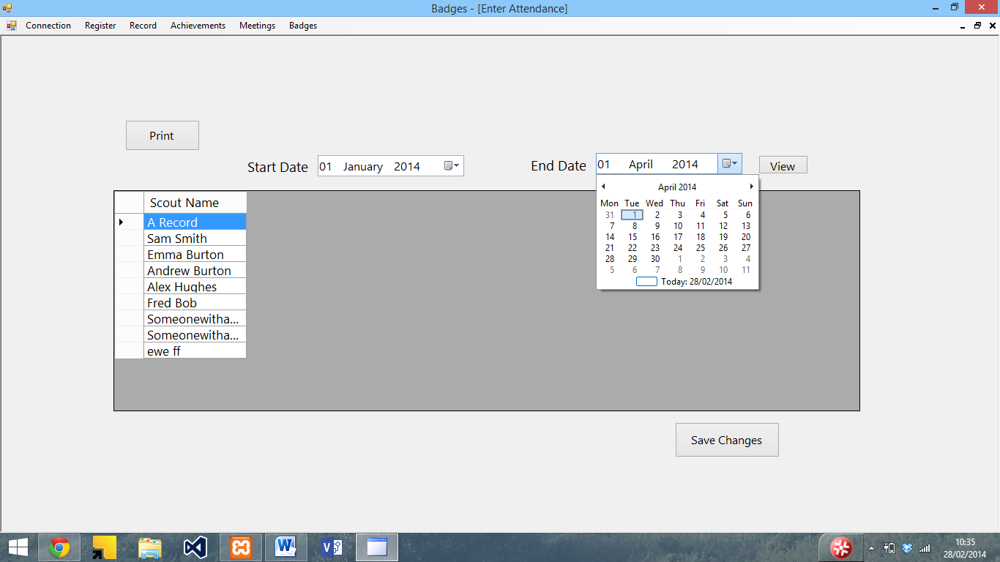 Badges - [Enter Attendance]
Connection Register Record Achievements Meetings Badges
Print
Start Date 01 January 2014 End Date 01 April 2014 View
April 2014
Mon Tue Wed Thu Fri Sat Sun
31 1 2 3 4 5 6
7 8 9 10 11 12 13
14 15 16 17 18 19 20
21 22 23 24 25 26 27
28 29 30 1 2 3 4
5 6 7 8 9 10 11
Today: 28/02/2014
Scout Name
A Record
Sam Smith
Emma Burton
Andrew Burton
Alex Hughes
Fred Bob
Someonewitha...
Someonewitha...
ewe ff
Save Changes
10:35
28/02/2014